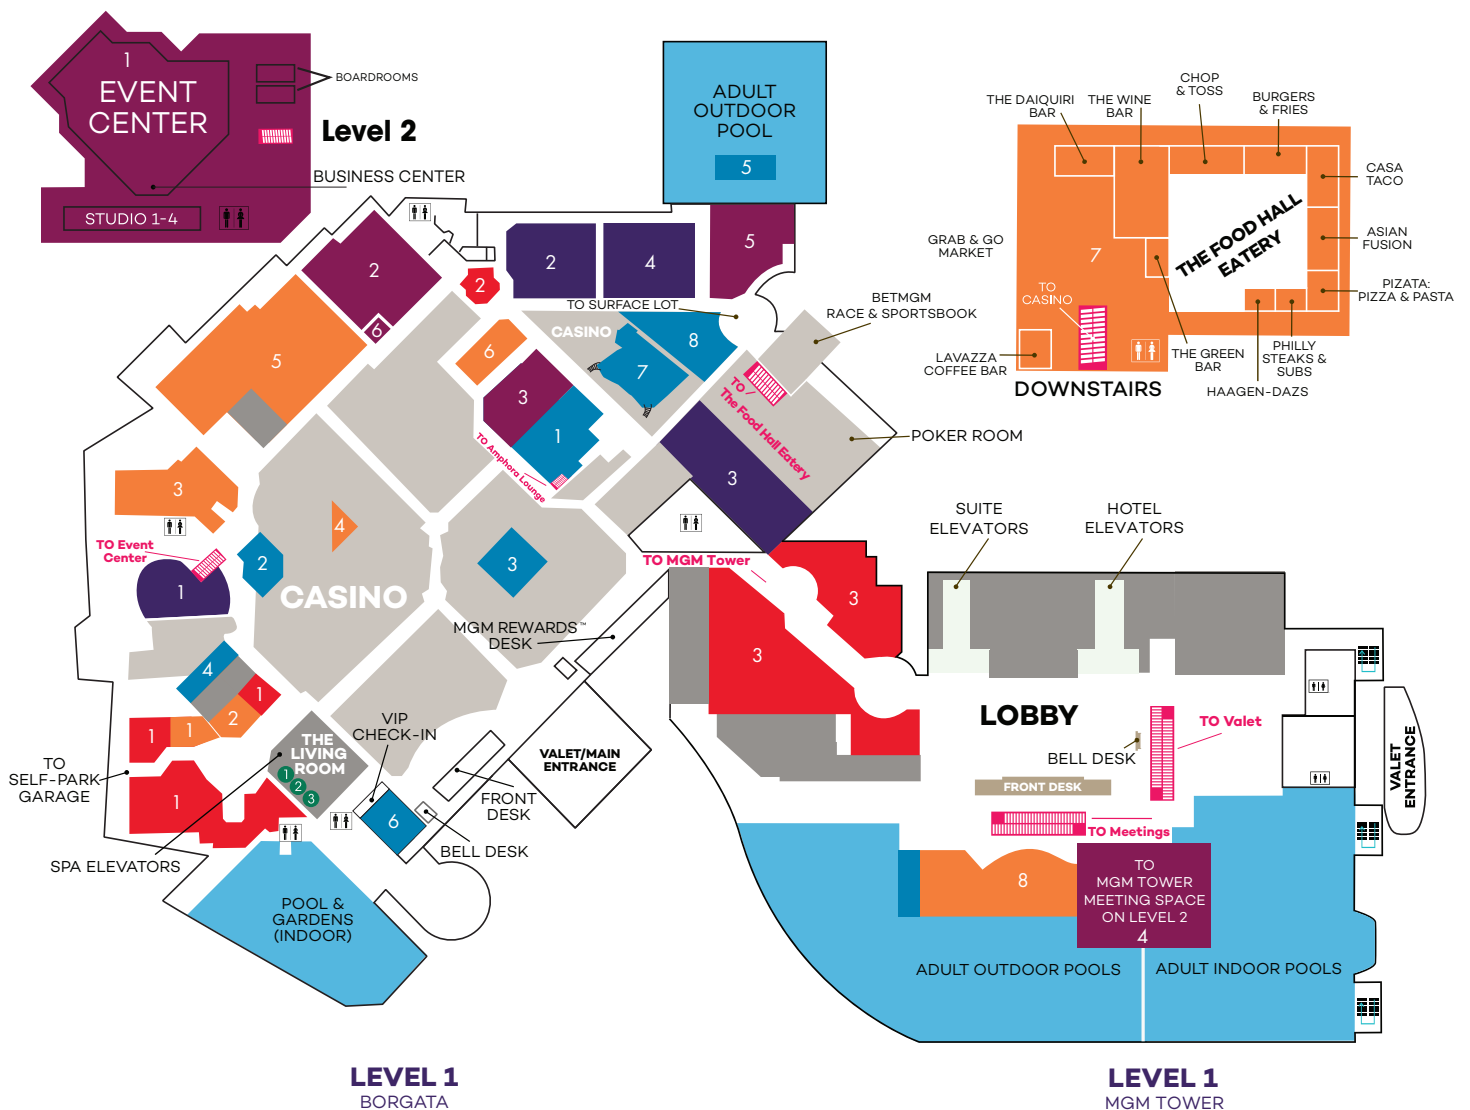 1
EVENT
CENTER
BOARDROOMS
Level 2
BUSINESS CENTER
STUDIO 1-4
ADULT
OUTDOOR
POOL
5
5
2
6
2
2
4
TO SURFACE LOT
BETMGM
RACE & SPORTSBOOK
CASINO
8
7
6
5
3
1
TO Amphora Lounge
TO
The Food Hall Eatery
POKER ROOM
3
3
TO Event
Center
4
2
3
1
CASINO
TO MGM Tower
MGM REWARDS™
DESK
4
1
2
1
1
1
THE
LIVING
ROOM
1
2
3
VIP
CHECK-IN
VALET/MAIN
ENTRANCE
TO
SELF-PARK
GARAGE
FRONT
DESK
6
BELL DESK
SPA ELEVATORS
POOL &
GARDENS
(INDOOR)
LEVEL 1
BORGATA
THE DAIQUIRI
BAR
THE WINE
BAR
CHOP
& TOSS
BURGERS
& FRIES
CASA
TACO
ASIAN
FUSION
PIZATA:
PIZZA & PASTA
THE FOOD HALL
EATERY
GRAB & GO
MARKET
7
TO
CASINO
LAVAZZA
COFFEE BAR
THE GREEN
BAR
PHILLY
STEAKS &
SUBS
HAAGEN-DAZS
DOWNSTAIRS
SUITE
ELEVATORS
HOTEL
ELEVATORS
3
3
LOBBY
TO Valet
BELL DESK
FRONT DESK
VALET
ENTRANCE
TO Meetings
8
TO
MGM TOWER
MEETING SPACE
ON LEVEL 2
4
ADULT OUTDOOR POOLS
ADULT INDOOR POOLS
LEVEL 1
MGM TOWER